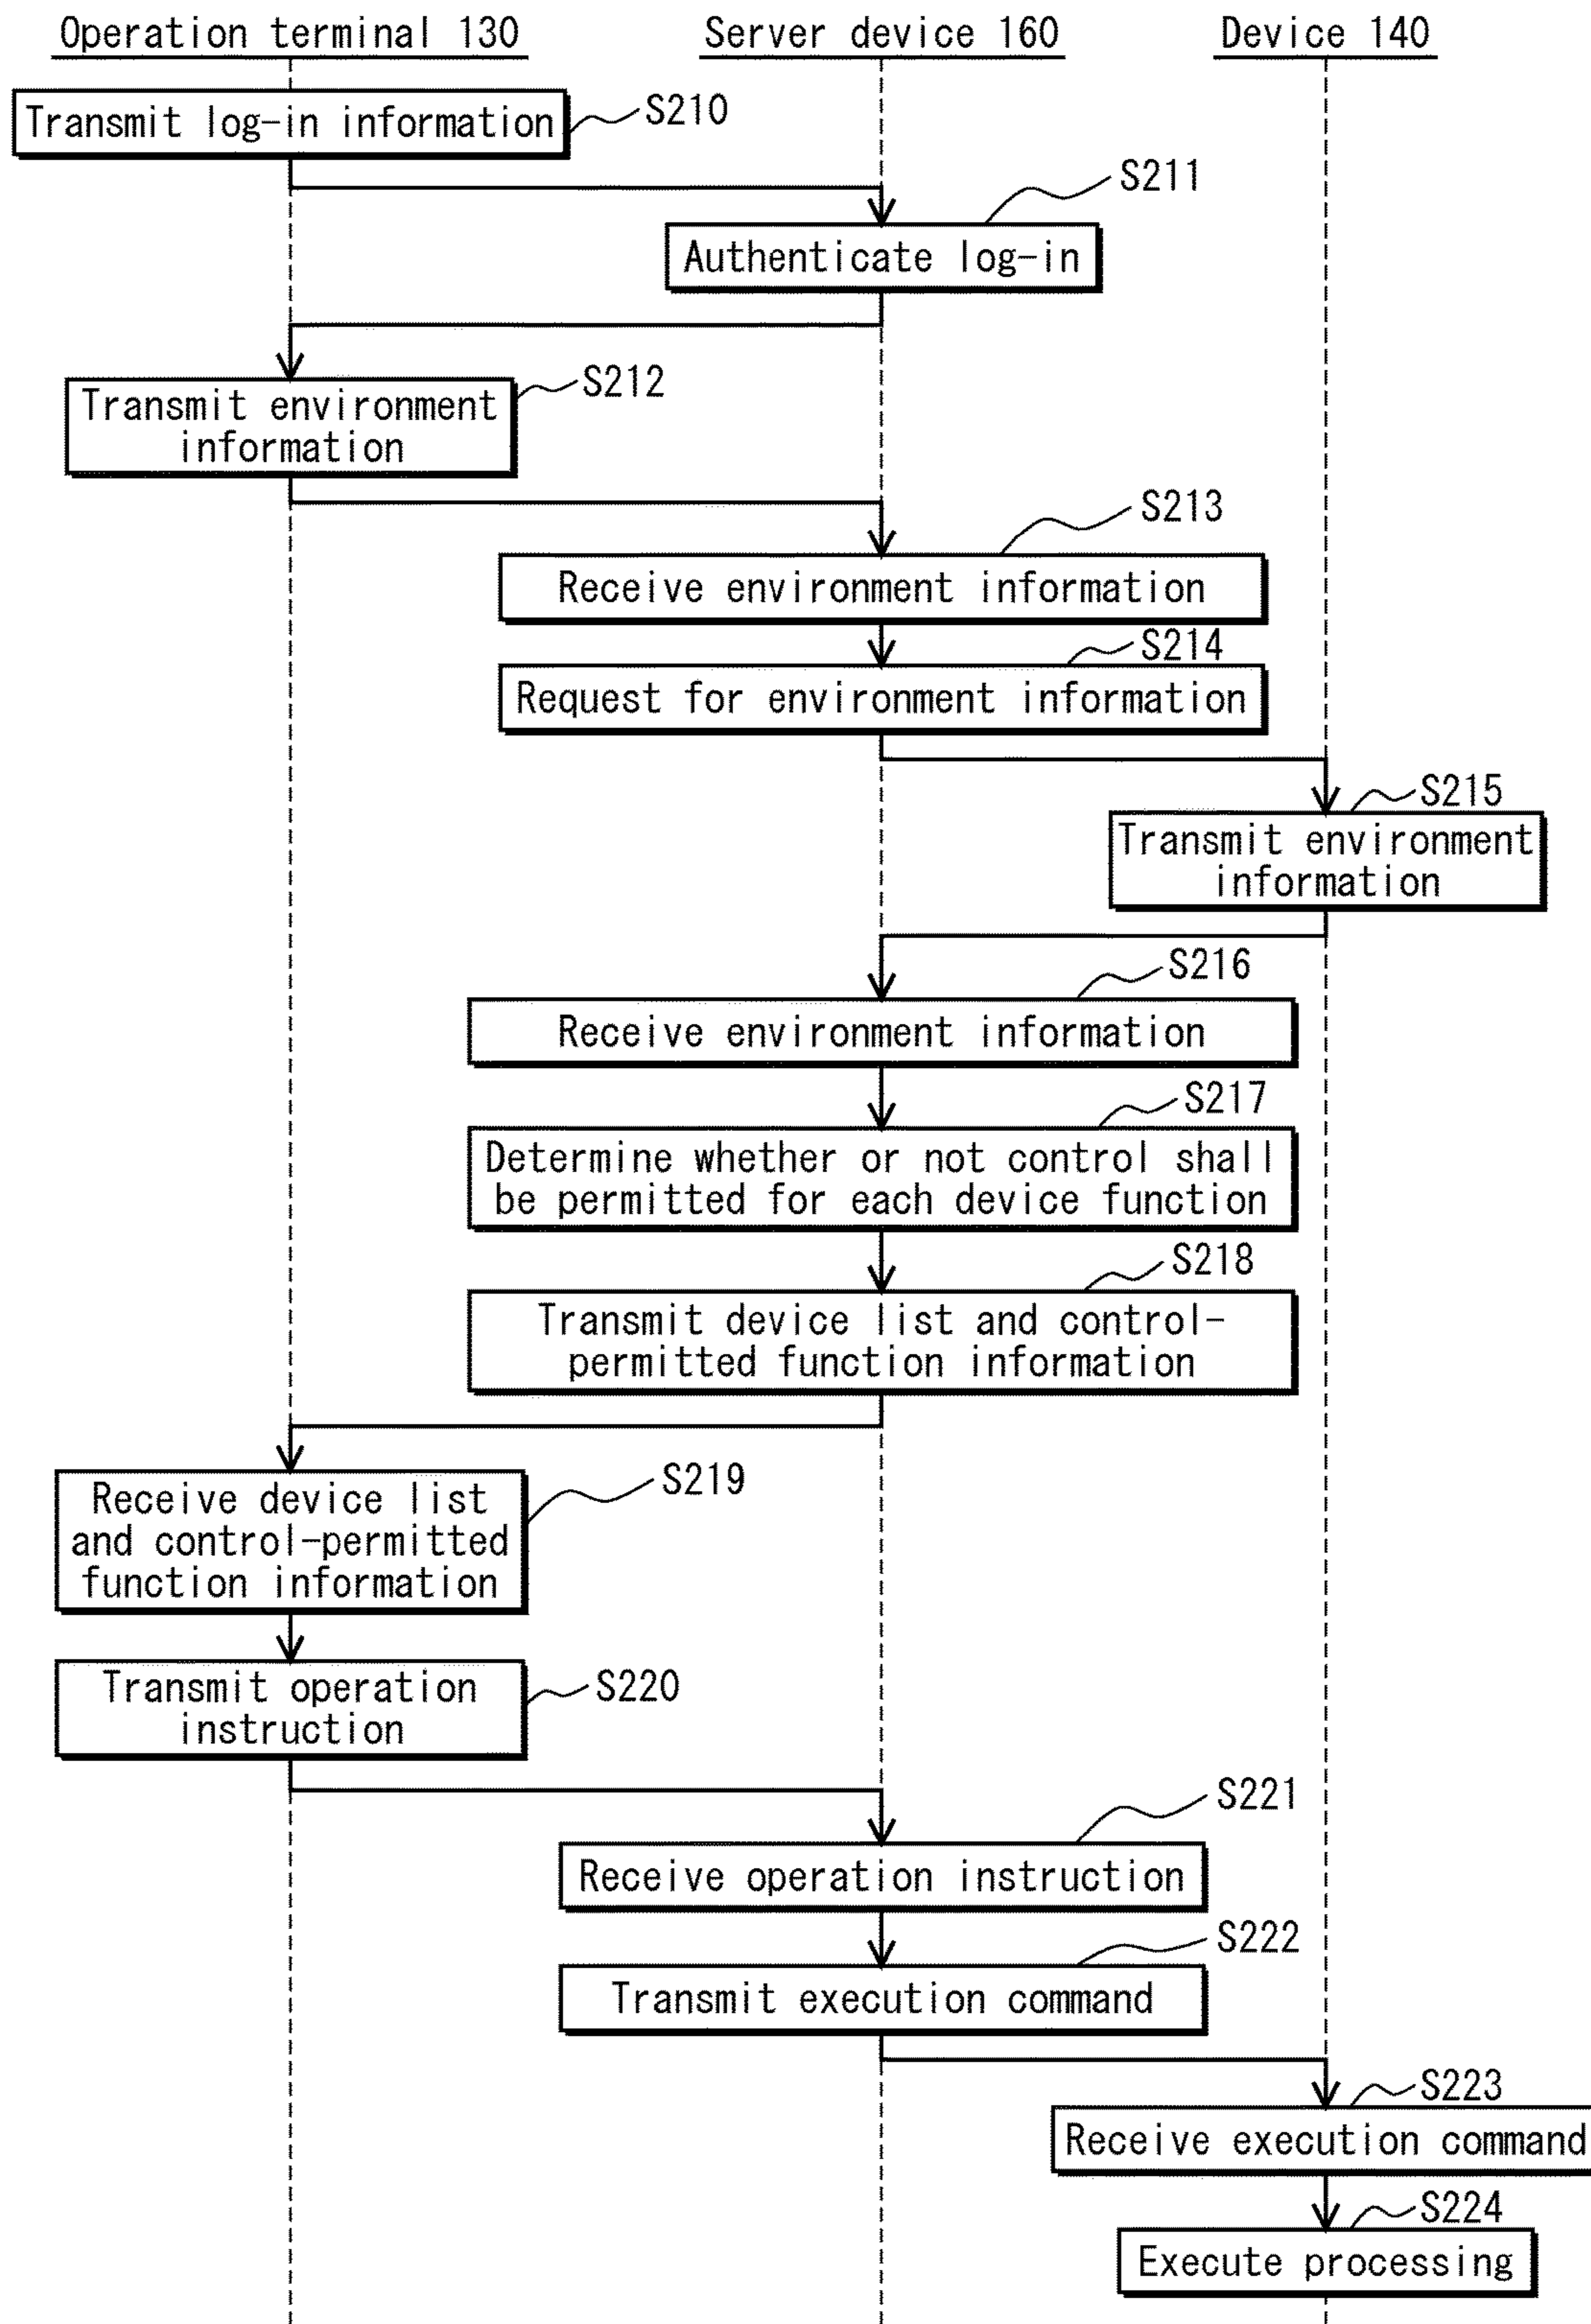 Operation terminal 130
Server device 160
Device 140
Transmit log-in information
S210
S211
Authenticate log-in
S212
Transmit environment
information
S213
Receive environment information
S214
Request for environment information
S215
Transmit environment
information
S216
Receive environment information
S217
Determine whether or not control shall
be permitted for each device function
S218
Transmit device list and control-
permitted function information
S219
Receive device list
and control-permitted
function information
S220
Transmit operation
instruction
S221
Receive operation instruction
S222
Transmit execution command
S223
Receive execution command
S224
Execute processing